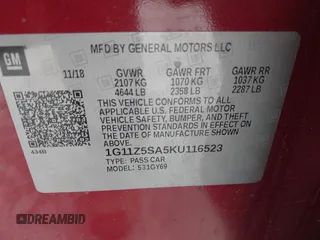 GM
MFD BY GENERAL MOTORS LLC
11/18 GVWR GAWR FRT GAWR RR
2107 KG 1070 KG 1037 KG
4644 LB 2358 LB 2287 LB
THIS VEHICLE CONFORMS TO ALL
APPLICABLE U.S. FEDERAL MOTOR
VEHICLE SAFETY, BUMPER, AND THEFT
PREVENTION STANDARDS IN EFFECT ON
THE DATE OF MANUFACTURE SHOWN ABOVE.
1G11Z5SA5KU116523
TYPE: PASS CAR
MODEL: S31GY69
DREAMBID